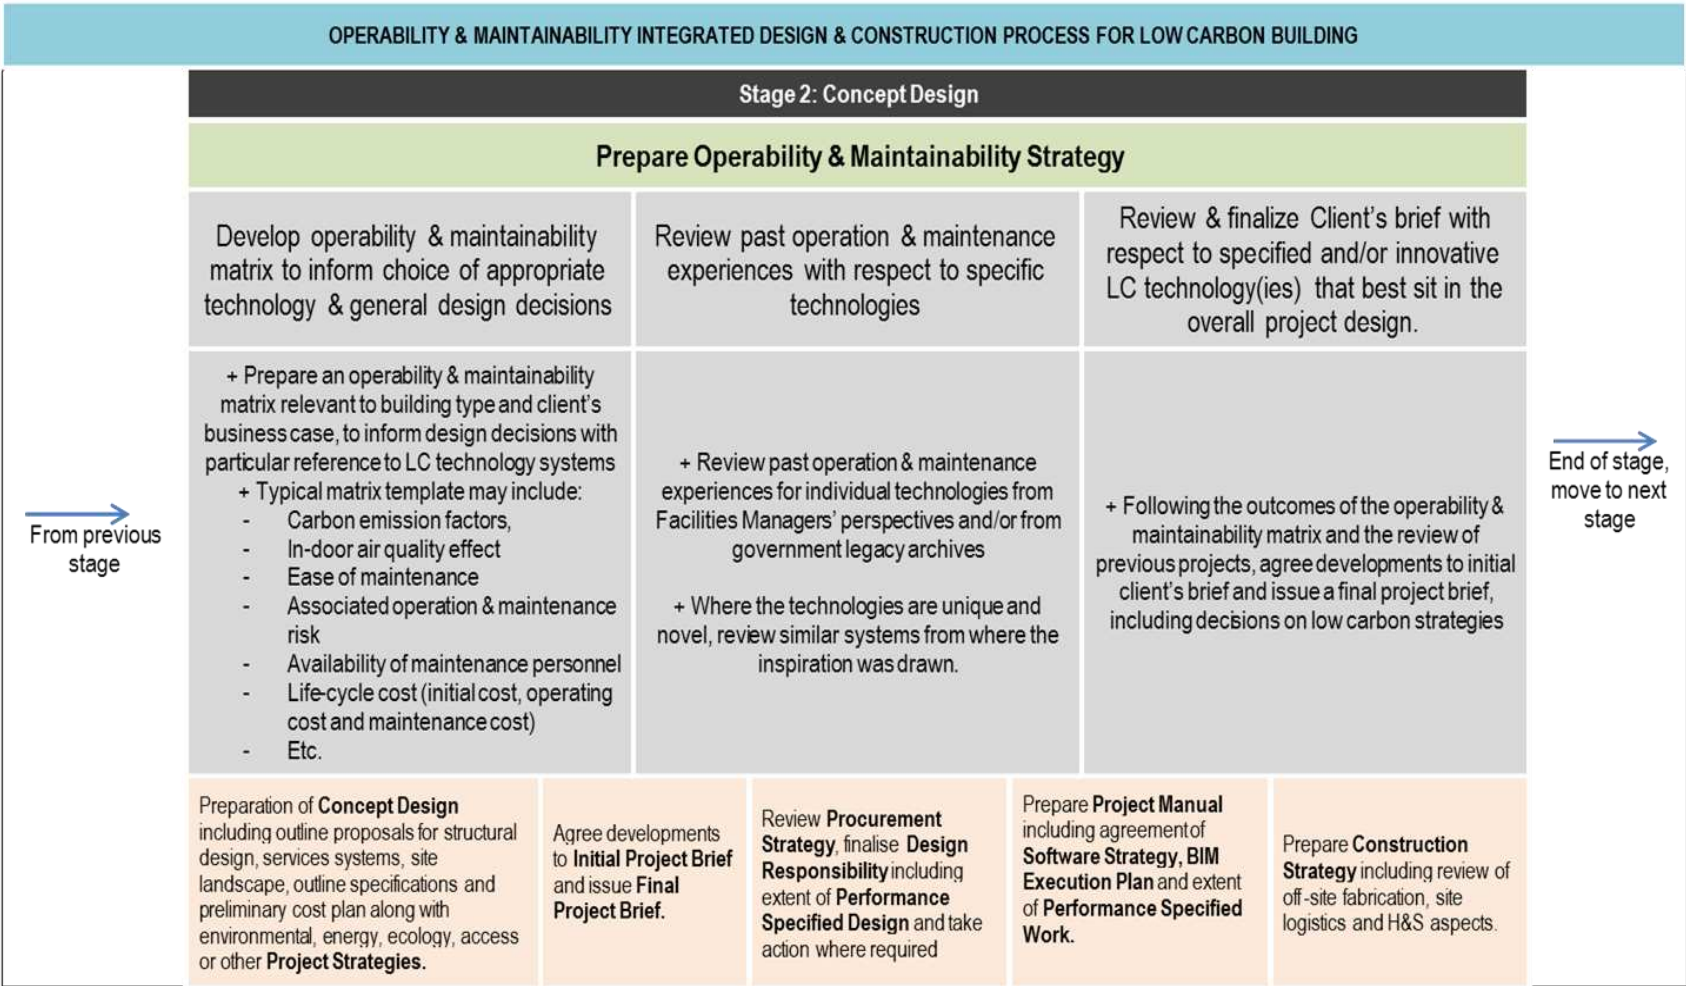 OPERABILITY & MAINTAINABILITY INTEGRATED DESIGN & CONSTRUCTION PROCESS FOR LOW CARBON BUILDING
Stage 2: Concept Design
Prepare Operability & Maintainability Strategy
From previous
stage
Develop operability & maintainability
matrix to inform choice of appropriate
technology & general design decisions
Review past operation & maintenance
experiences with respect to specific
technologies
Review & finalize Client's brief with
respect to specified and/or innovative
LC technology(ies) that best sit in the
overall project design.
+ Prepare an operability & maintainability
matrix relevant to building type and client's
business case, to inform design decisions with
particular reference to LC technology systems
+ Typical matrix template may include:
- Carbon emission factors,
- In-door air quality effect
- Ease of maintenance
- Associated operation & maintenance
risk
- Availability of maintenance personnel
- Life-cycle cost (initial cost, operating
cost and maintenance cost)
- Etc.
+ Review past operation & maintenance
experiences for individual technologies from
Facilities Managers' perspectives and/or from
government legacy archives
+ Where the technologies are unique and
novel, review similar systems from where the
inspiration was drawn.
+ Following the outcomes of the operability &
maintainability matrix and the review of
previous projects, agree developments to initial
client's brief and issue a final project brief,
including decisions on low carbon strategies
End of stage,
move to next
stage
Preparation of Concept Design
including outline proposals for structural
design, services systems, site
landscape, outline specifications and
preliminary cost plan along with
environmental, energy, ecology, access
or other Project Strategies.
Agree developments
to Initial Project Brief
and issue Final
Project Brief.
Review Procurement
Strategy, finalise Design
Responsibility including
extent of Performance
Specified Design and take
action where required
Prepare Project Manual
including agreement of
Software Strategy, BIM
Execution Plan and extent
of Performance Specified
Work.
Prepare Construction
Strategy including review of
off-site fabrication, site
logistics and H&S aspects.